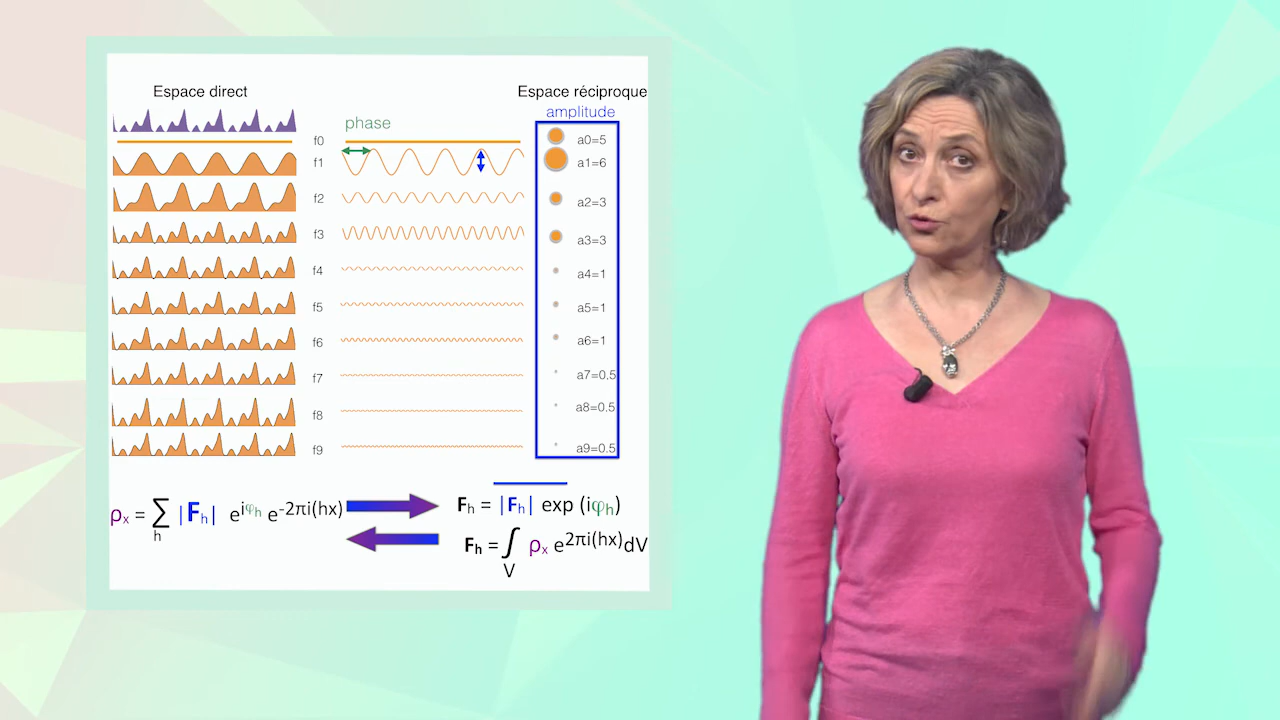 Espace direct
Espace réciproque
amplitude
phase
f0
a0=5
f1
a1=6
f2
a2=3
f3
a3=3
f4
a4=1
f5
a5=1
f6
a6=1
f7
a7=0.5
f8
a8=0.5
f9
a9=0.5
ρx = ∑h |Fh| e^iφh e^-2πi(hx)
Fh = |Fh| exp (iφh)
Fh = ∫V ρx e^2πi(hx)dV